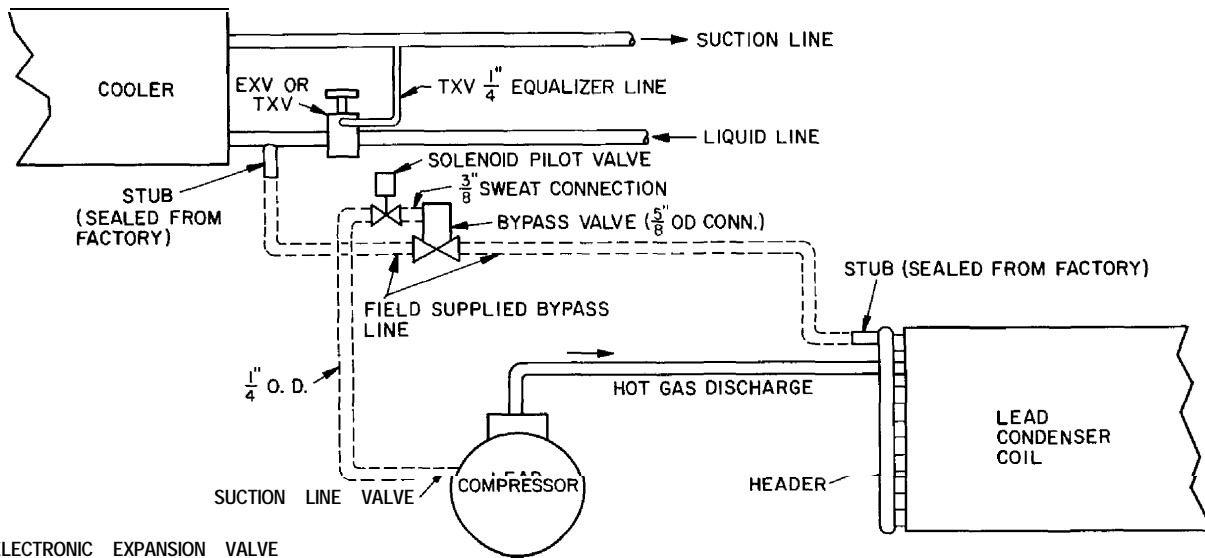 COOLER
SUCTION LINE
EXV OR
TXV
TXV 1/4" EQUALIZER LINE
LIQUID LINE
SOLENOID PILOT VALVE
3/8" SWEAT CONNECTION
STUB
(SEALED FROM
FACTORY)
BYPASS VALVE (5/8" OD CONN.)
STUB (SEALED FROM FACTORY)
FIELD SUPPLIED BYPASS
LINE
1/4" O. D.
HOT GAS DISCHARGE
LEAD
CONDENSER
COIL
LEAD
COMPRESSOR
HEADER
SUCTION LINE VALVE
ELECTRONIC EXPANSION VALVE